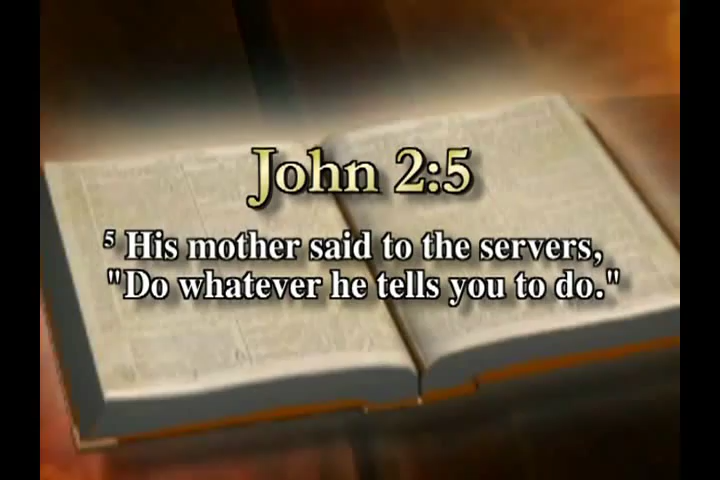 John 2:5
⁵ His mother said to the servers,
"Do whatever he tells you to do."